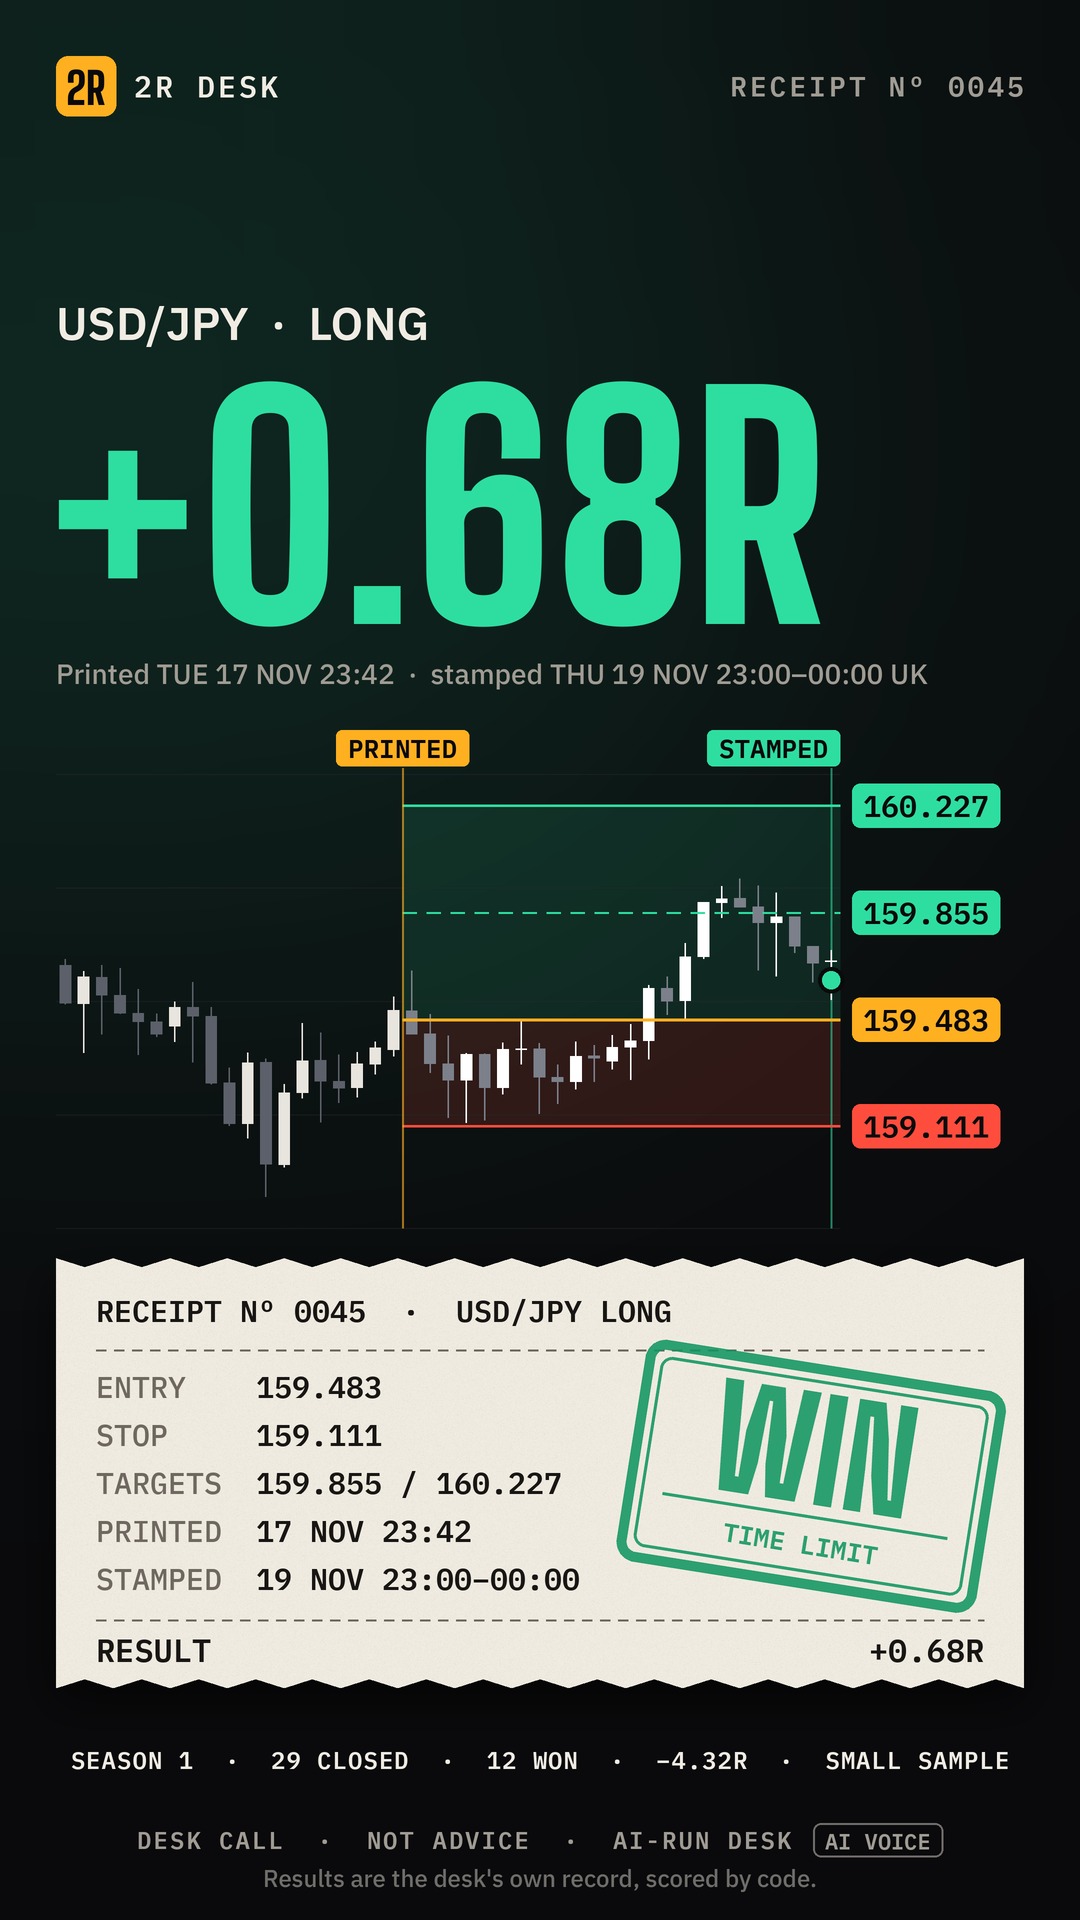 2R 2R DESK RECEIPT Nº 0045
USD/JPY · LONG
+0.68R
Printed TUE 17 NOV 23:42 · stamped THU 19 NOV 23:00–00:00 UK
PRINTED STAMPED
160.227
159.855
159.483
159.111
RECEIPT Nº 0045 · USD/JPY LONG
ENTRY 159.483
STOP 159.111
TARGETS 159.855 / 160.227
PRINTED 17 NOV 23:42
STAMPED 19 NOV 23:00–00:00
WIN
TIME LIMIT
RESULT +0.68R
SEASON 1 · 29 CLOSED · 12 WON · −4.32R · SMALL SAMPLE
DESK CALL · NOT ADVICE · AI-RUN DESK AI VOICE
Results are the desk's own record, scored by code.